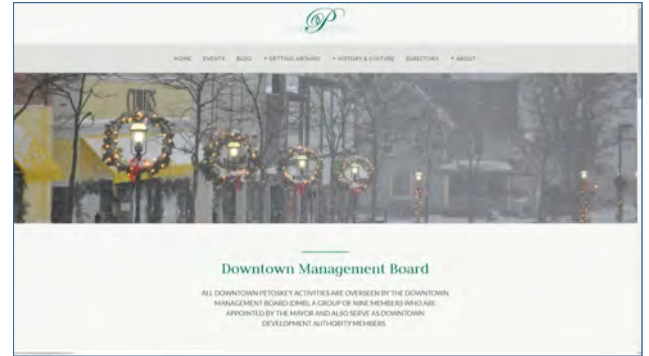 P
HOME EVENTS BLOG + GETTING AROUND + HISTORY & CULTURE DIRECTORY + ABOUT
Downtown Management Board
ALL DOWNTOWN PETOSKEY ACTIVITIES ARE OVERSEEN BY THE DOWNTOWN
MANAGEMENT BOARD (DMB), A GROUP OF NINE MEMBERS WHO ARE
APPOINTED BY THE MAYOR AND ALSO SERVE AS DOWNTOWN
DEVELOPMENT AUTHORITY MEMBERS.